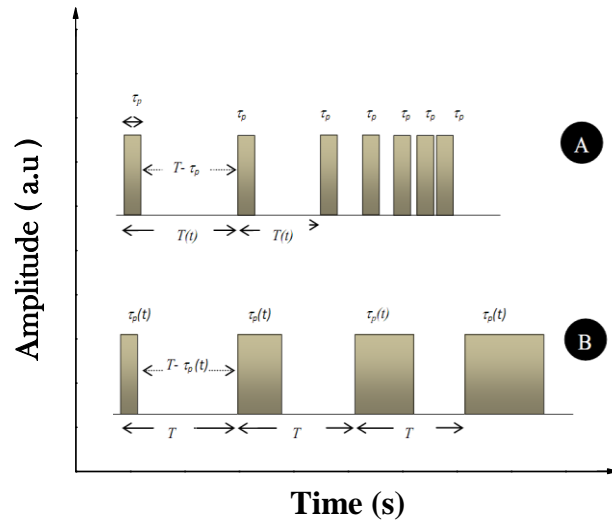 τp
τp τp τp τp τp τp
A
T- τp
T(t) T(t)
Amplitude ( a.u )
τp(t) τp(t) τp(t) τp(t)
B
T- τp(t)
T T T
Time (s)